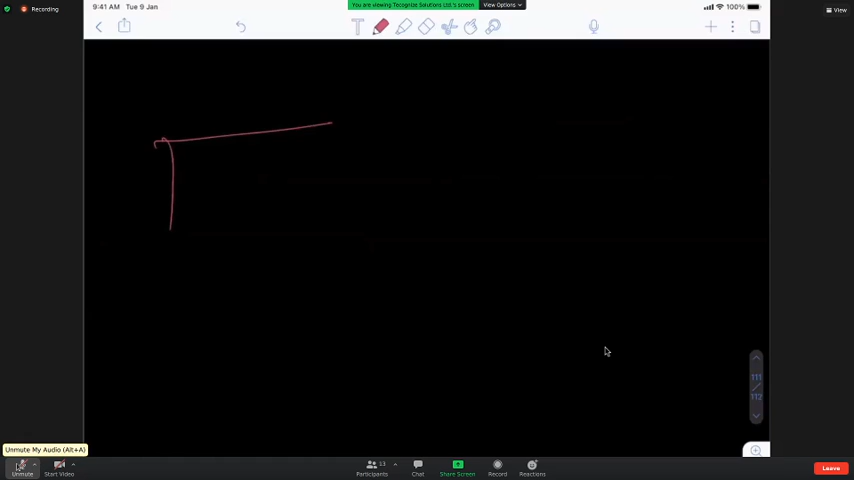 Recording
9:41 AM Tue 9 Jan
You are viewing Tecognize Solutions Ltd.'s screen
View Options
100%
View
T
111
112
Unmute My Audio (Alt+A)
Unmute
Start Video
Participants
13
Chat
Share Screen
Record
Reactions
Leave